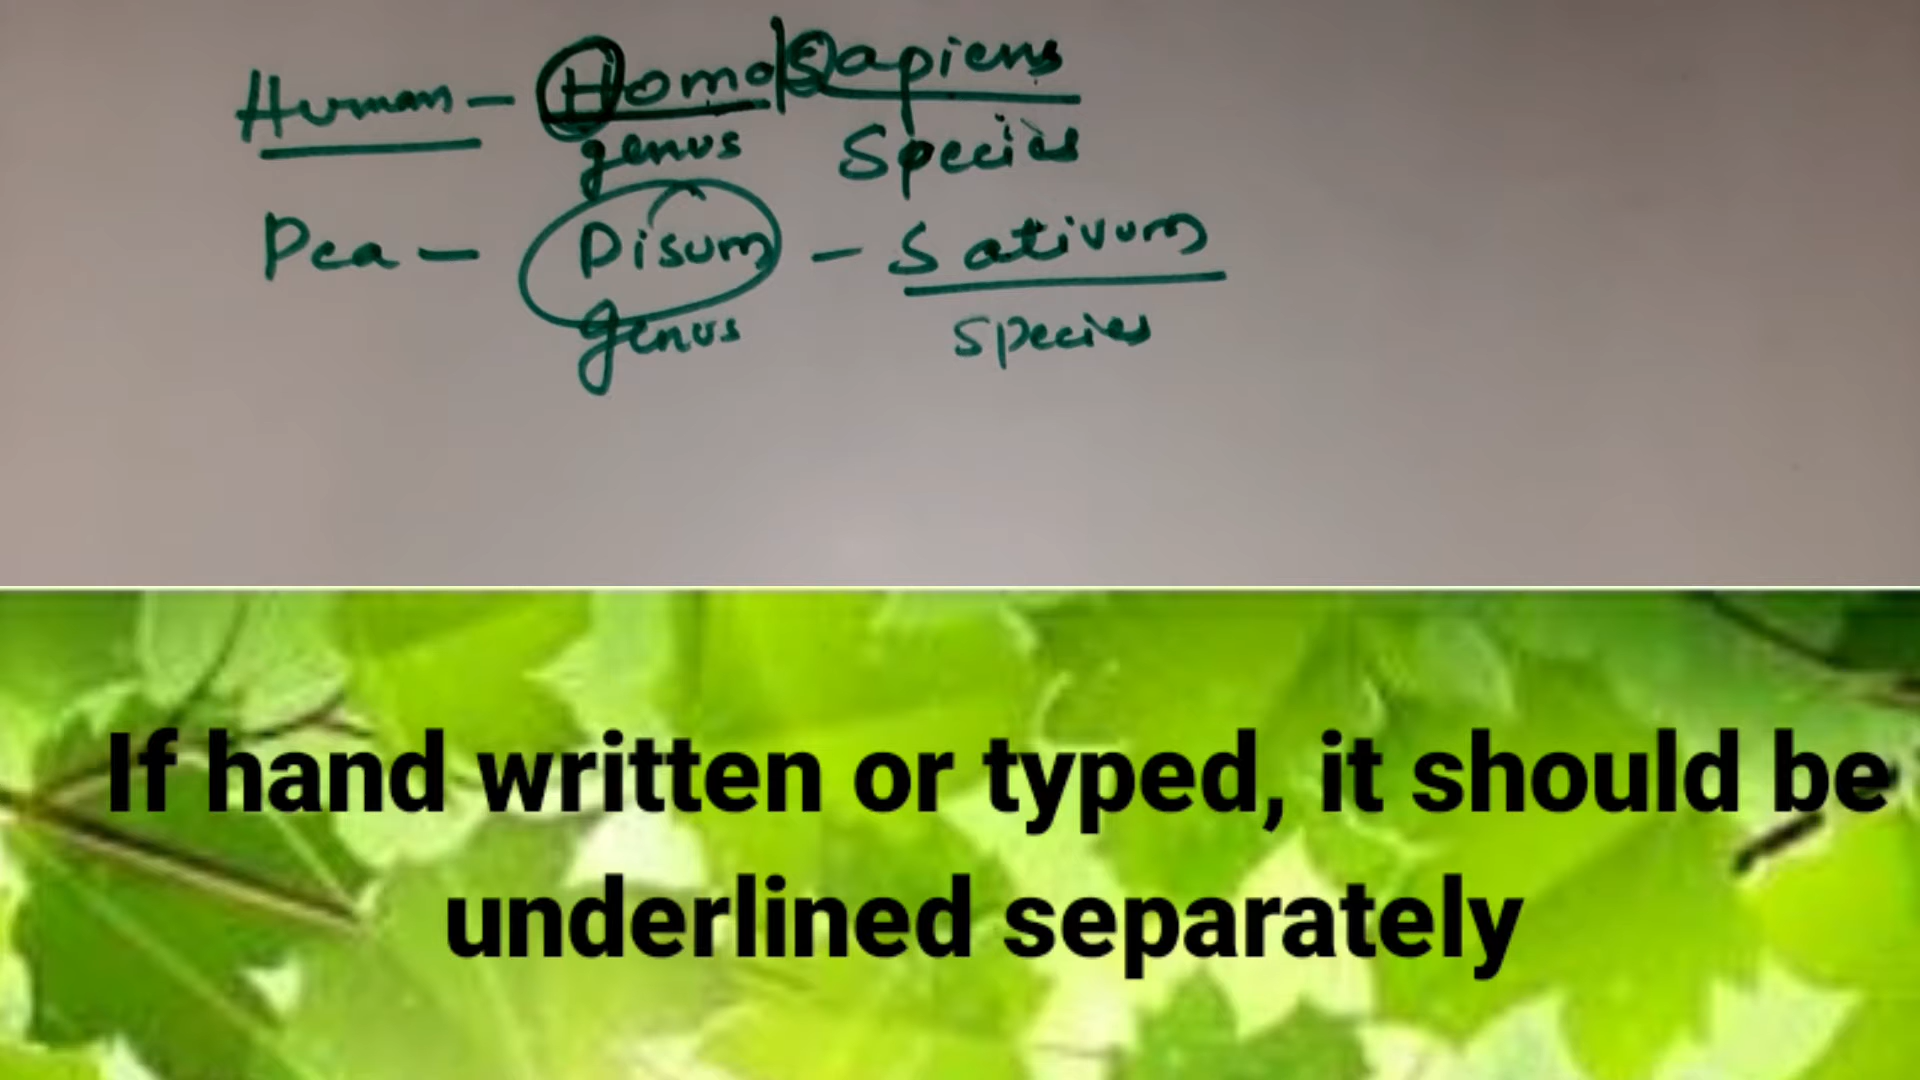 Human - Homo|Sapiens
genus Species
Pea - Pisum - Sativum
genus Species
If hand written or typed, it should be
underlined separately